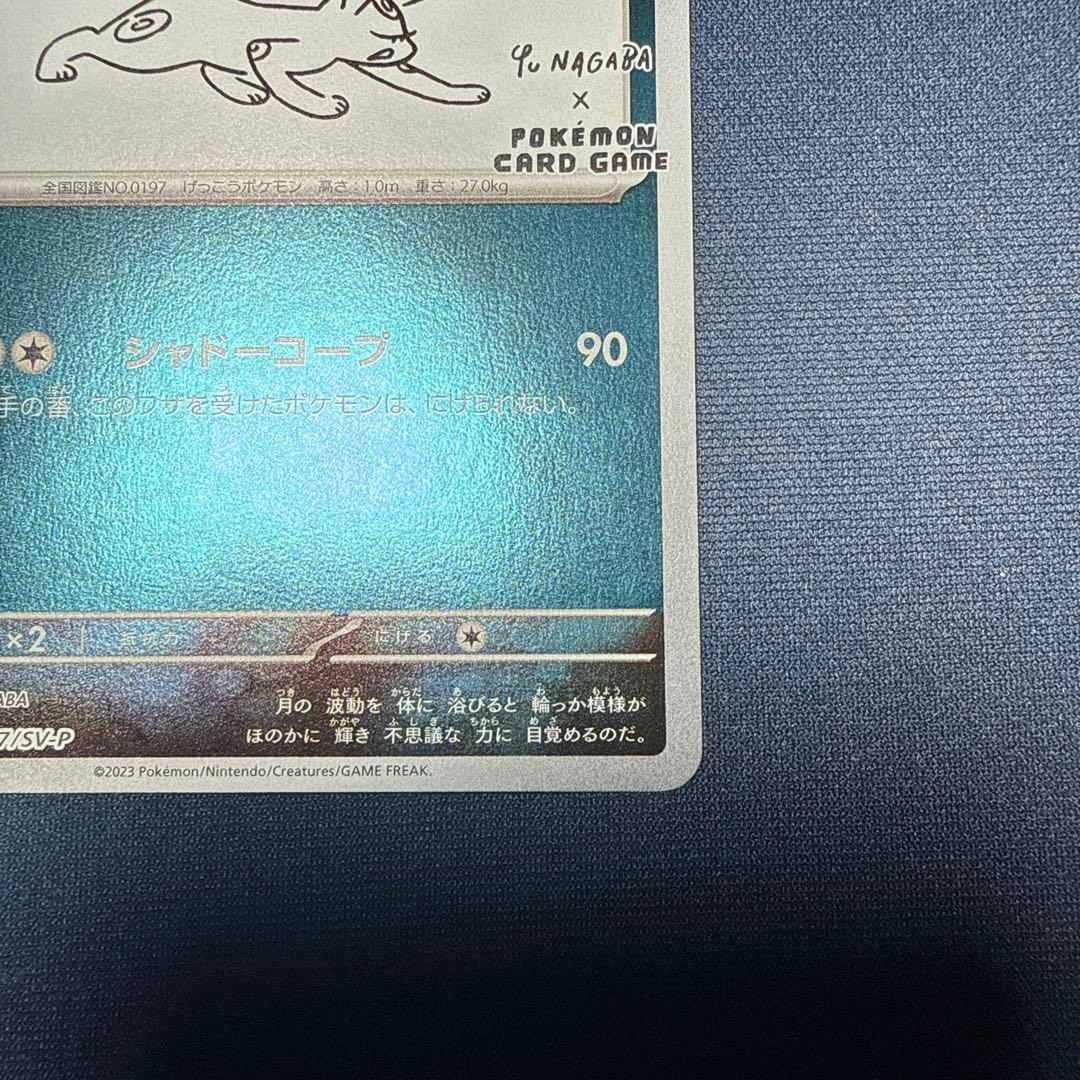 Yu NAGABA
×
POKÉMON
CARD GAME
全国図鑑NO.0197 げっこうポケモン 高さ：1.0m 重さ：27.0kg
シャドーコープ 90
手の番、このワザを受けたポケモンは、にげられない。
×2 抵抗力 にげる
ABA
月の 波動を 体に 浴びると 輪っか模様が
7/SV-P
ほのかに 輝き 不思議な 力に 目覚めるのだ。
©2023 Pokémon/Nintendo/Creatures/GAME FREAK.